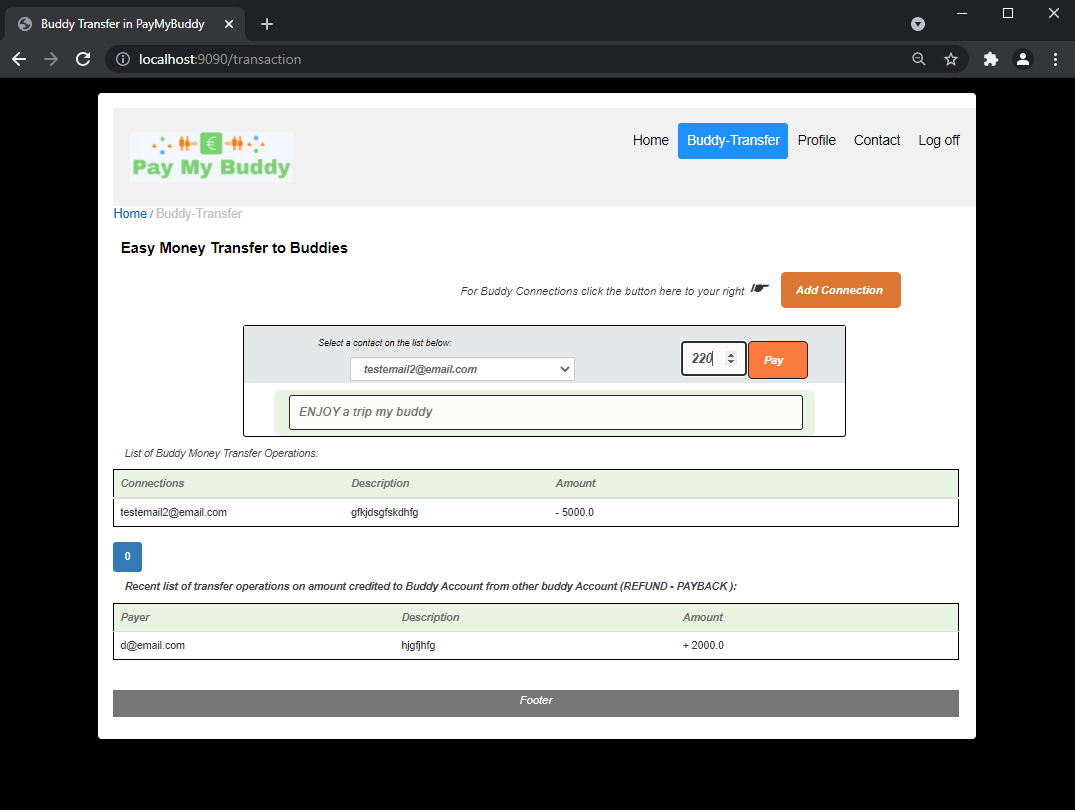 Buddy Transfer in PayMyBuddy
localhost:9090/transaction
€
Pay My Buddy
Home Buddy-Transfer Profile Contact Log off
Home / Buddy-Transfer
Easy Money Transfer to Buddies
For Buddy Connections click the button here to your right Add Connection
Select a contact on the list below:
testemail2@email.com 220 Pay
ENJOY a trip my buddy
List of Buddy Money Transfer Operations:
Connections Description Amount
testemail2@email.com gfkjdsgfskdhfg - 5000.0
0
Recent list of transfer operations on amount credited to Buddy Account from other buddy Account (REFUND - PAYBACK ):
Payer Description Amount
d@email.com hjgfjhfg + 2000.0
Footer